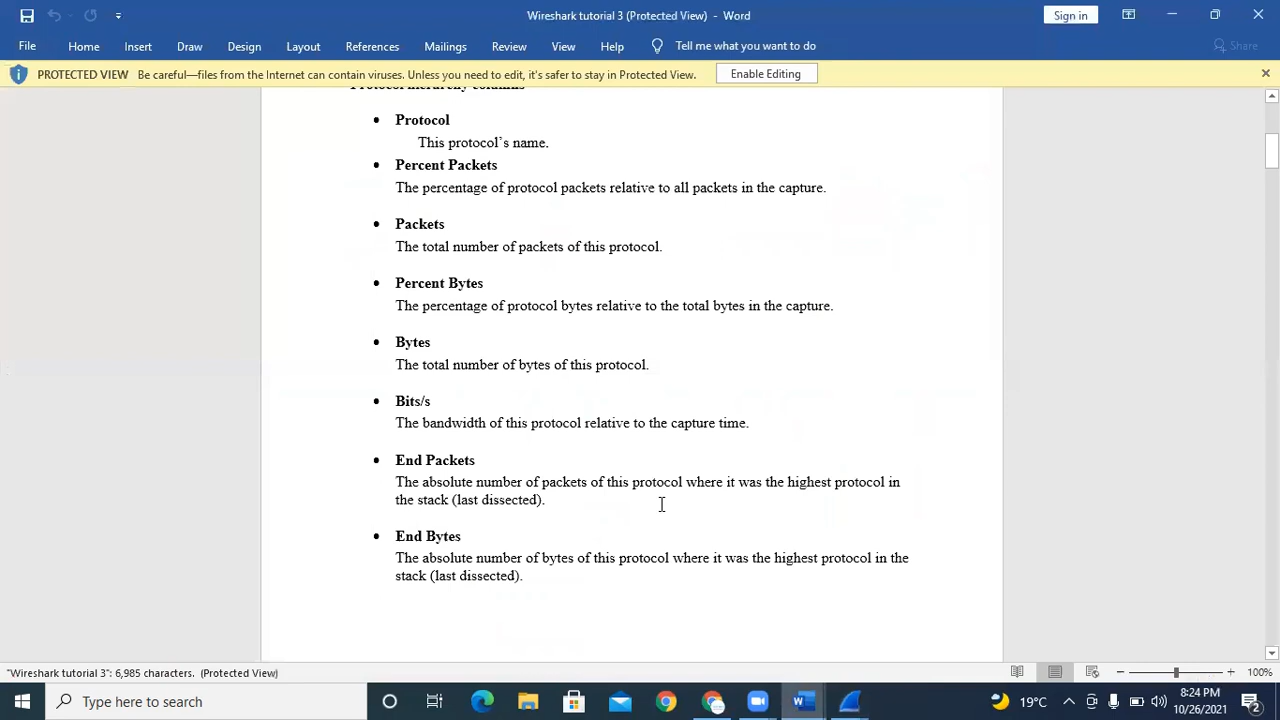 Wireshark tutorial 3 (Protected View) - Word
Sign in
File Home Insert Draw Design Layout References Mailings Review View Help Tell me what you want to do Share
PROTECTED VIEW Be careful—files from the Internet can contain viruses. Unless you need to edit, it's safer to stay in Protected View. Enable Editing
Protocol hierarchy columns
• Protocol
This protocol’s name.
• Percent Packets
The percentage of protocol packets relative to all packets in the capture.
• Packets
The total number of packets of this protocol.
• Percent Bytes
The percentage of protocol bytes relative to the total bytes in the capture.
• Bytes
The total number of bytes of this protocol.
• Bits/s
The bandwidth of this protocol relative to the capture time.
• End Packets
The absolute number of packets of this protocol where it was the highest protocol in
the stack (last dissected).
• End Bytes
The absolute number of bytes of this protocol where it was the highest protocol in the
stack (last dissected).
"Wireshark tutorial 3": 6,985 characters. (Protected View) 100%
Type here to search
19°C
8:24 PM
10/26/2021
2